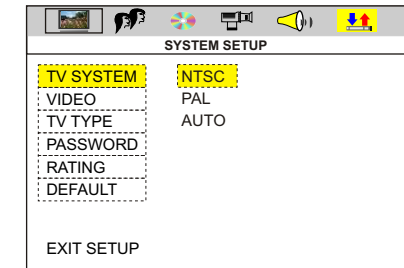 SYSTEM SETUP
TV SYSTEM NTSC
VIDEO PAL
TV TYPE AUTO
PASSWORD
RATING
DEFAULT
EXIT SETUP